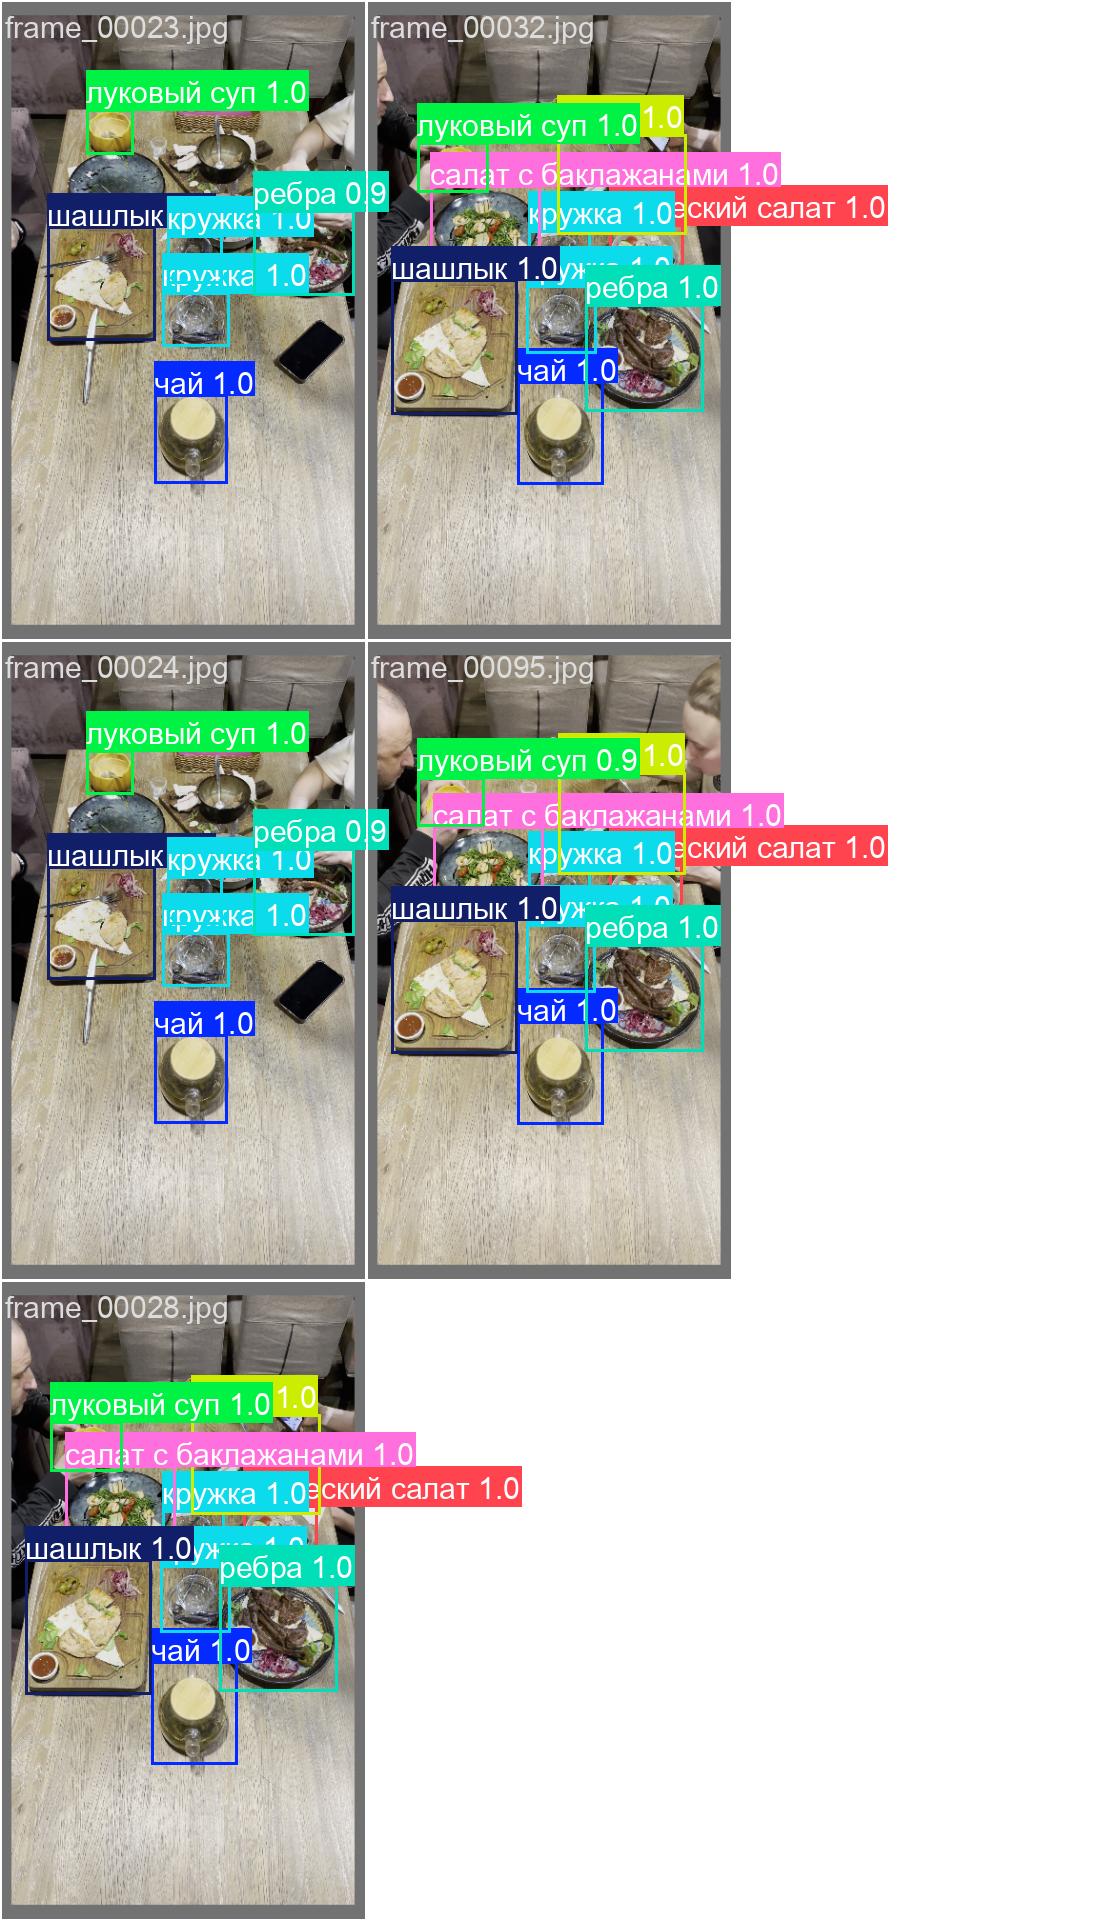 frame_00023.jpg
луковый суп 1.0
ребра 0.9
шашлык
кружка 1.0
кружка 1.0
чай 1.0
frame_00032.jpg
луковый суп 1.0
1.0
салат с баклажанами 1.0
еский салат 1.0
кружка 1.0
шашлык 1.0
ребра 1.0
чай 1.0
frame_00024.jpg
луковый суп 1.0
ребра 0.9
шашлык
кружка 1.0
кружка 1.0
чай 1.0
frame_00095.jpg
луковый суп 0.9
1.0
салат с баклажанами 1.0
еский салат 1.0
кружка 1.0
шашлык 1.0
ребра 1.0
чай 1.0
frame_00028.jpg
луковый суп 1.0
1.0
салат с баклажанами 1.0
еский салат 1.0
кружка 1.0
шашлык 1.0
ребра 1.0
чай 1.0